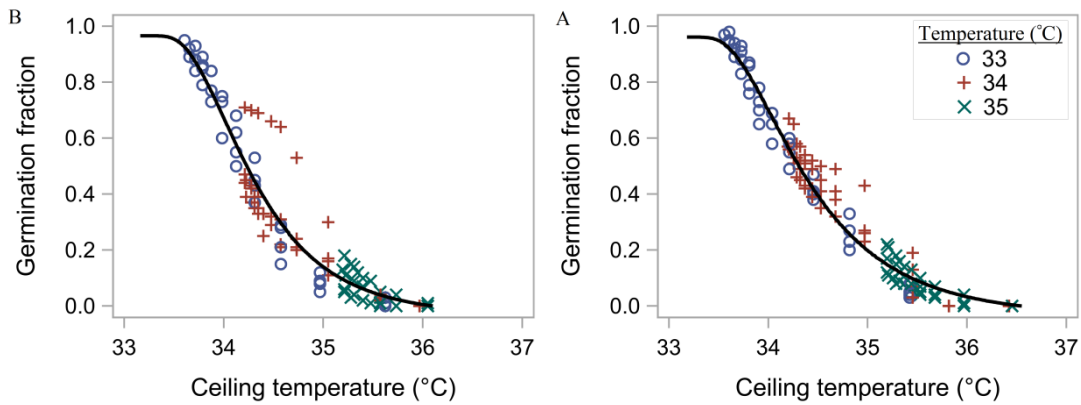 B
1.0
0.8
0.6
0.4
0.2
0.0
Germination fraction
33 34 35 36 37
Ceiling temperature (°C)
A
1.0
0.8
0.6
0.4
0.2
0.0
Germination fraction
Temperature (°C)
33
34
35
33 34 35 36 37
Ceiling temperature (°C)